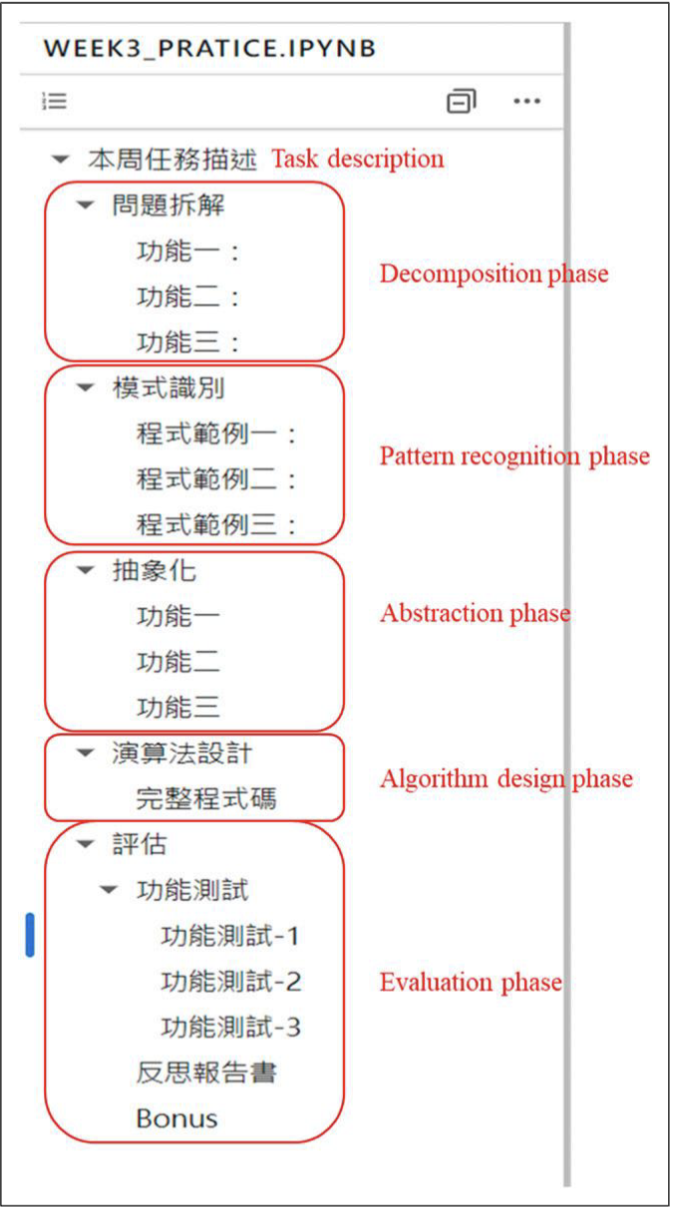 WEEK3_PRATICE.IPYNB
本周任務描述 Task description
問題拆解
功能一：
Decomposition phase
功能二：
功能三：
模式識別
程式範例一：
Pattern recognition phase
程式範例二：
程式範例三：
抽象化
功能一
Abstraction phase
功能二
功能三
演算法設計
Algorithm design phase
完整程式碼
評估
功能測試
功能測試-1
功能測試-2
Evaluation phase
功能測試-3
反思報告書
Bonus